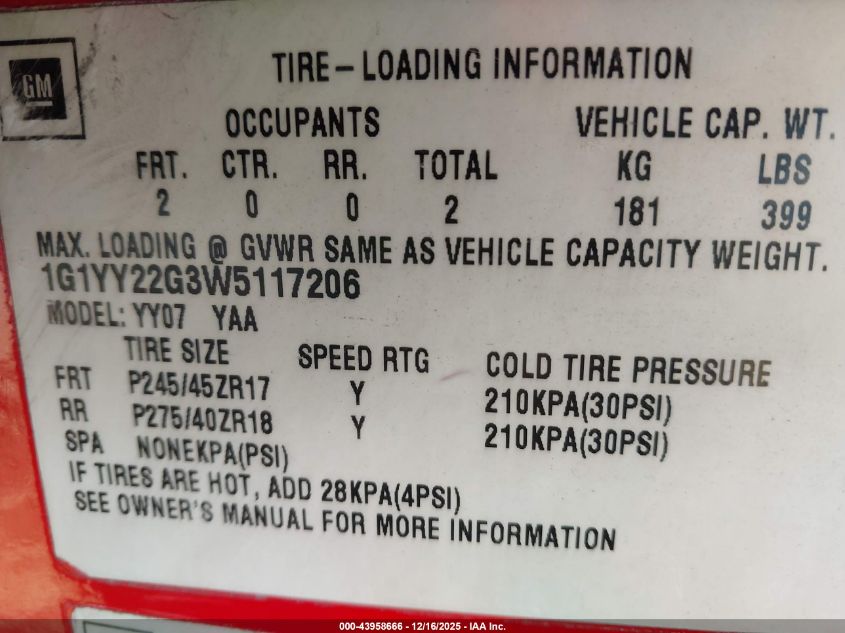 GM
TIRE-LOADING INFORMATION
OCCUPANTS VEHICLE CAP. WT.
FRT. CTR. RR. TOTAL KG LBS
2 0 0 2 181 399
MAX. LOADING @ GVWR SAME AS VEHICLE CAPACITY WEIGHT.
1G1YY22G3W5117206
MODEL: YY07 YAA
TIRE SIZE SPEED RTG COLD TIRE PRESSURE
FRT P245/45ZR17 Y 210KPA(30PSI)
RR P275/40ZR18 Y 210KPA(30PSI)
SPA NONEKPA(PSI)
IF TIRES ARE HOT, ADD 28KPA(4PSI)
SEE OWNER'S MANUAL FOR MORE INFORMATION
000-43958666 - 12/16/2025 - IAA Inc.